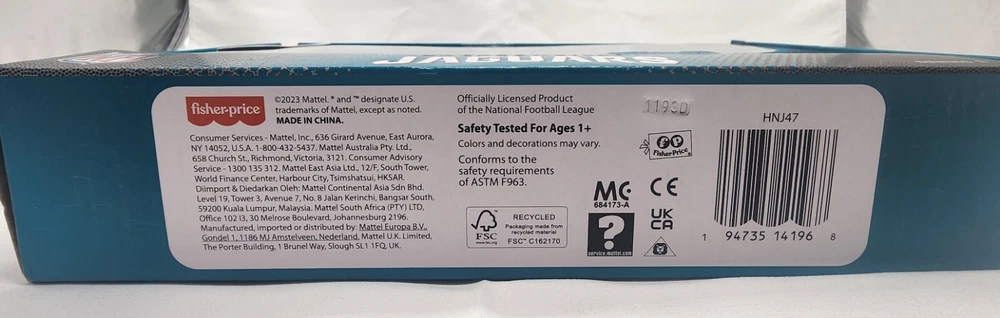 JAGUARS
fisher-price
©2023 Mattel. ® and ™ designate U.S.
trademarks of Mattel, except as noted.
MADE IN CHINA.
Consumer Services - Mattel, Inc., 636 Girard Avenue, East Aurora,
NY 14052, U.S.A. 1-800-432-5437. Mattel Australia Pty. Ltd.,
658 Church St., Richmond, Victoria, 3121. Consumer Advisory
Service - 1300 135 312. Mattel East Asia Ltd., 12/F, South Tower,
World Finance Center, Harbour City, Tsimshatsui, HKSAR.
Diimport & Diedarkan Oleh: Mattel Continental Asia Sdn Bhd.
Level 19, Tower 3, Avenue 7, No. 8 Jalan Kerinchi, Bangsar South,
59200 Kuala Lumpur, Malaysia. Mattel South Africa (PTY) LTD,
Office 102 I3, 30 Melrose Boulevard, Johannesburg 2196.
Manufactured, imported or distributed by: Mattel Europa B.V.,
Gondel 1, 1186 MJ Amstelveen, Nederland. Mattel U.K. Limited,
The Porter Building, 1 Brunel Way, Slough SL1 1FQ, UK.
Officially Licensed Product
of the National Football League
Safety Tested For Ages 1+
Colors and decorations may vary.
Conforms to the
safety requirements
of ASTM F963.
FSC
www.fsc.org
RECYCLED
Packaging made from
recycled material
FSC™ C162170
Fisher-Price
MC
684173-A
CE
?
service.mattel.com
UK
CA
HNJ47
1 94735 14196 8